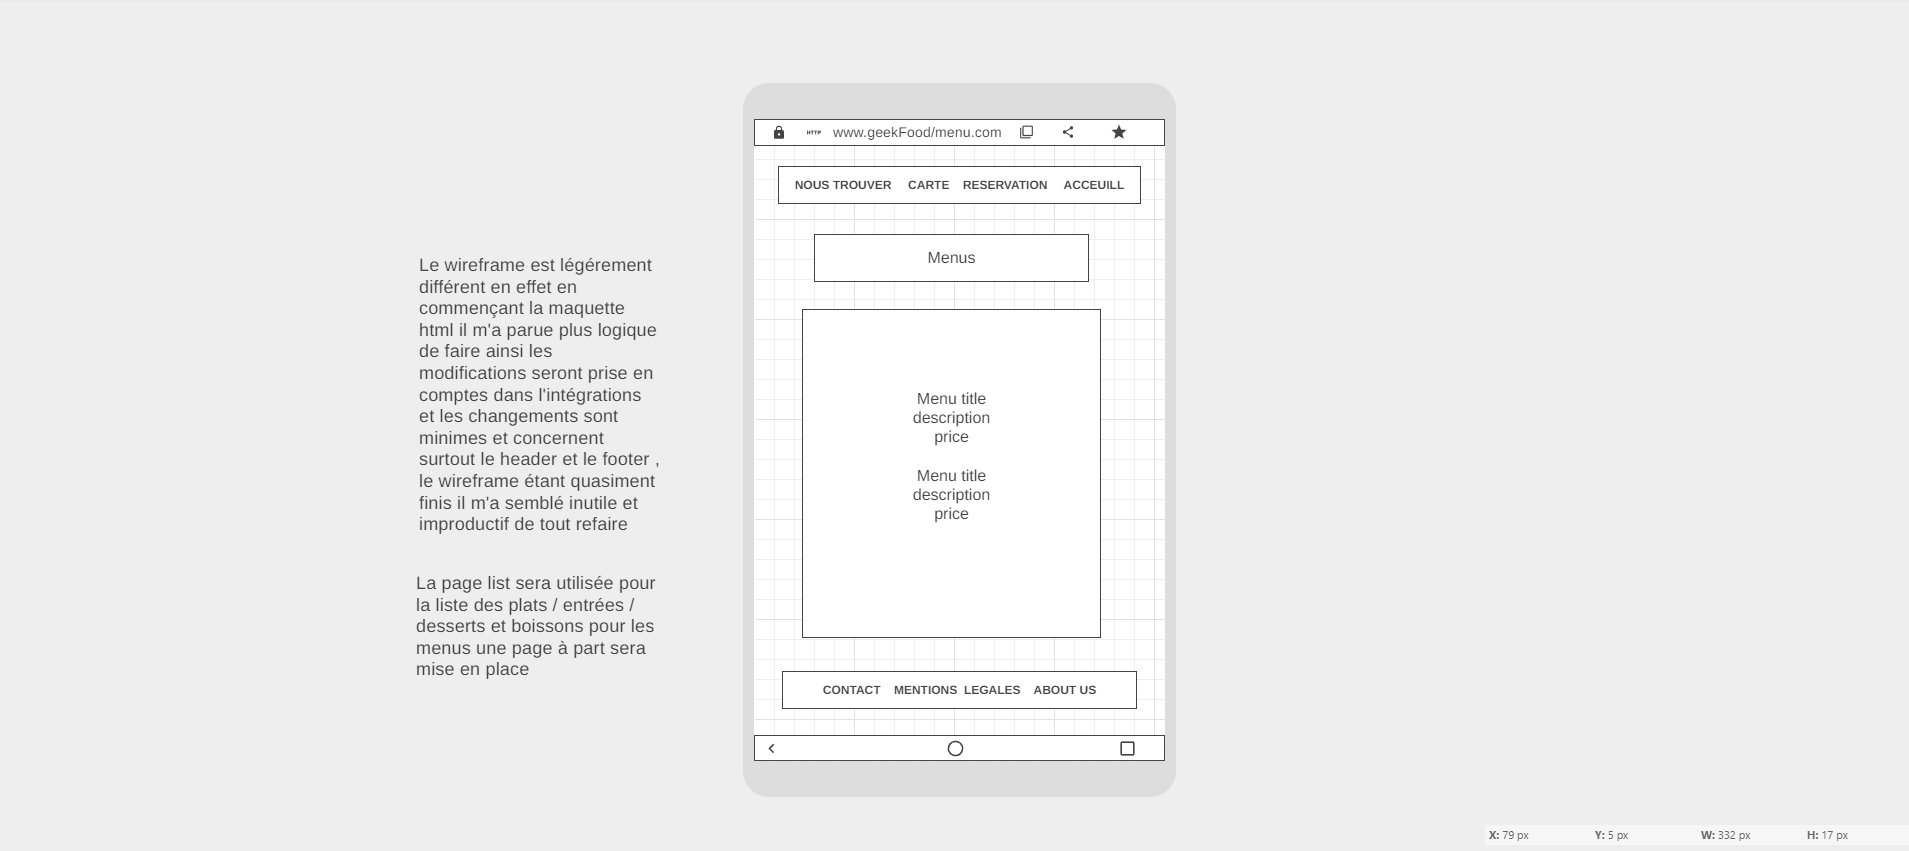 HTTP www.geekFood/menu.com
NOUS TROUVER CARTE RESERVATION ACCEUILL
Menus
Menu title
description
price
Menu title
description
price
CONTACT MENTIONS LEGALES ABOUT US
Le wireframe est légérement
différent en effet en
commençant la maquette
html il m'a parue plus logique
de faire ainsi les
modifications seront prise en
comptes dans l'intégrations
et les changements sont
minimes et concernent
surtout le header et le footer ,
le wireframe étant quasiment
finis il m'a semblé inutile et
improductif de tout refaire
La page list sera utilisée pour
la liste des plats / entrées /
desserts et boissons pour les
menus une page à part sera
mise en place
X: 79 px Y: 5 px W: 332 px H: 17 px